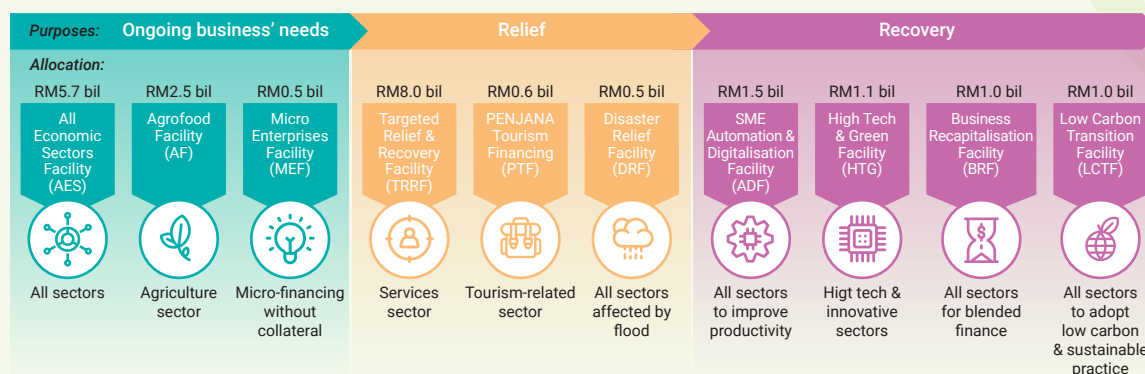 Purposes: Ongoing business’ needs
Relief
Recovery
Allocation:
RM5.7 bil
All
Economic
Sectors
Facility
(AES)
All sectors
RM2.5 bil
Agrofood
Facility
(AF)
Agriculture
sector
RM0.5 bil
Micro
Enterprises
Facility
(MEF)
Micro-financing
without
collateral
RM8.0 bil
Targeted
Relief &
Recovery
Facility
(TRRF)
Services
sector
RM0.6 bil
PENJANA
Tourism
Financing
(PTF)
Tourism-related
sector
RM0.5 bil
Disaster
Relief
Facility
(DRF)
All sectors
affected by
flood
RM1.5 bil
SME
Automation &
Digitalisation
Facility
(ADF)
All sectors
to improve
productivity
RM1.1 bil
High Tech
& Green
Facility
(HTG)
Higt tech &
innovative
sectors
RM1.0 bil
Business
Recapitalisation
Facility
(BRF)
$
All sectors
for blended
finance
RM1.0 bil
Low Carbon
Transition
Facility
(LCTF)
All sectors
to adopt
low carbon
& sustainable
practice